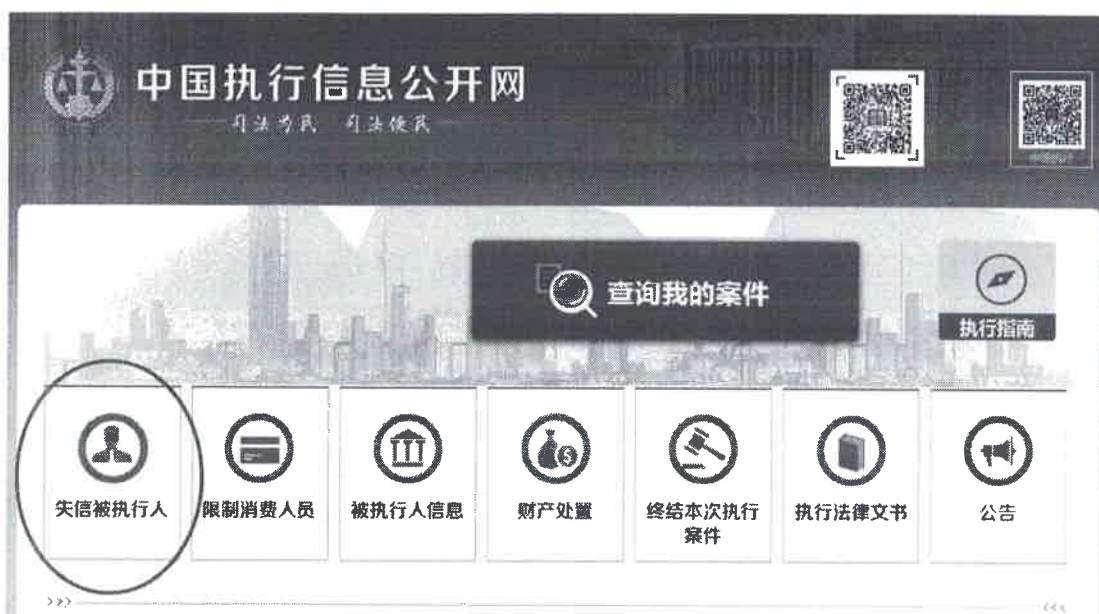 中国执行信息公开网
司法为民 司法便民
查询我的案件
执行指南
失信被执行人
限制消费人员
被执行人信息
财产处置
终结本次执行
案件
执行法律文书
公告